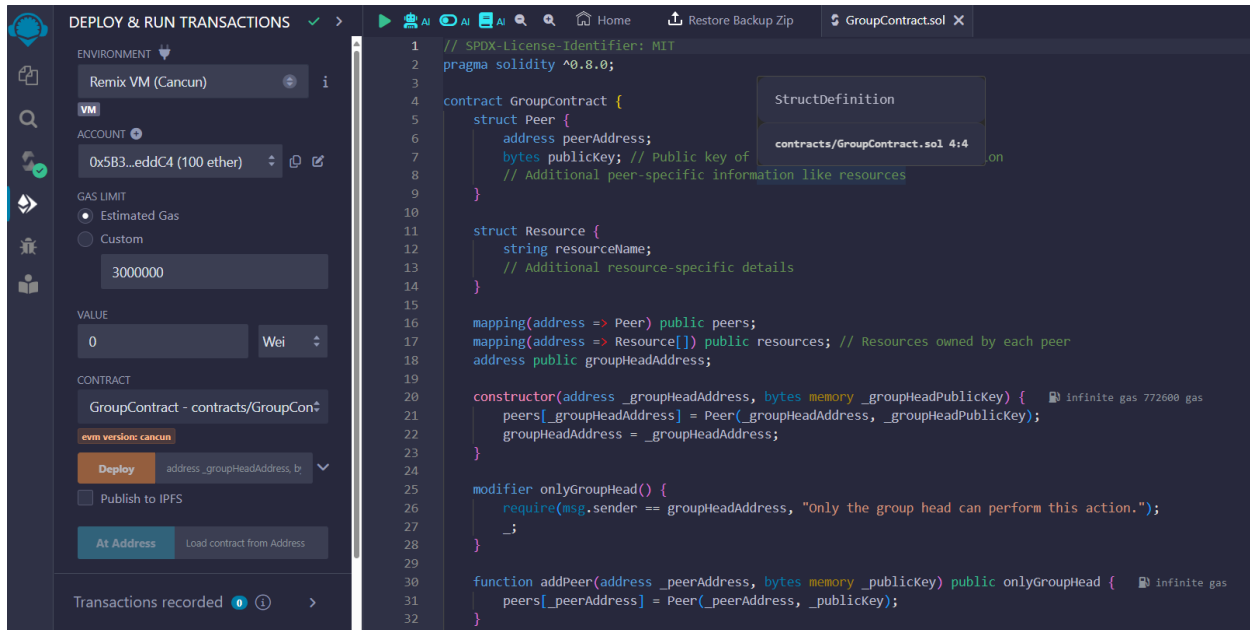 DEPLOY & RUN TRANSACTIONS
ENVIRONMENT
Remix VM (Cancun)
VM
ACCOUNT
0x5B3...eddC4 (100 ether)
GAS LIMIT
Estimated Gas
Custom
3000000
VALUE
0 Wei
CONTRACT
GroupContract - contracts/GroupCon
evm version: cancun
Deploy address _groupHeadAddress, by
Publish to IPFS
At Address Load contract from Address
Transactions recorded 0 i
AI AI AI Home Restore Backup Zip GroupContract.sol
1 // SPDX-License-Identifier: MIT
2 pragma solidity ^0.8.0;
3
4 contract GroupContract {
5 struct Peer {
6 address peerAddress;
7 bytes publicKey; // Public key of on
8 // Additional peer-specific information like resources
9 }
10
11 struct Resource {
12 string resourceName;
13 // Additional resource-specific details
14 }
15
16 mapping(address => Peer) public peers;
17 mapping(address => Resource[]) public resources; // Resources owned by each peer
18 address public groupHeadAddress;
19
20 constructor(address _groupHeadAddress, bytes memory _groupHeadPublicKey) { infinite gas 772600 gas
21 peers[_groupHeadAddress] = Peer(_groupHeadAddress, _groupHeadPublicKey);
22 groupHeadAddress = _groupHeadAddress;
23 }
24
25 modifier onlyGroupHead() {
26 require(msg.sender == groupHeadAddress, "Only the group head can perform this action.");
27 _;
28 }
29
30 function addPeer(address _peerAddress, bytes memory _publicKey) public onlyGroupHead { infinite gas
31 peers[_peerAddress] = Peer(_peerAddress, _publicKey);
32 }
StructDefinition
contracts/GroupContract.sol 4:4